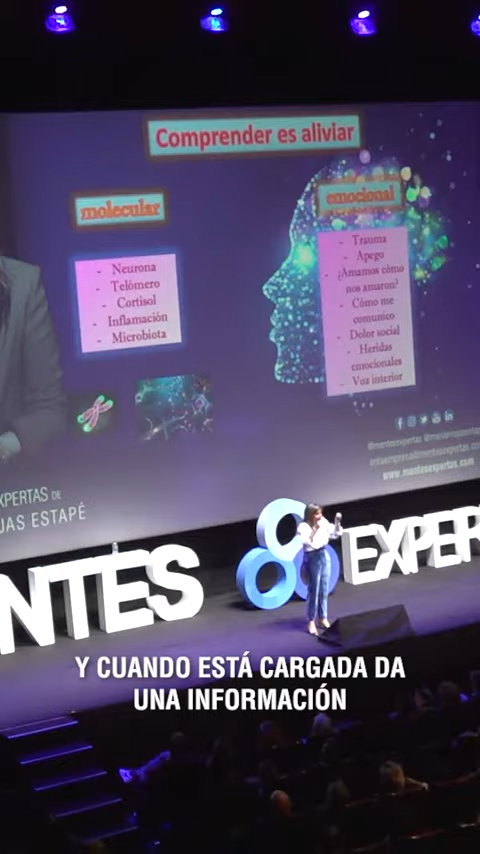 Comprender es aliviar
molecular
- Neurona
- Telómero
- Cortisol
- Inflamación
- Microbiota
emocional
- Trauma
- Apego
- ¿Amamos cómo
nos amaron?
- Cómo me
comunico
- Dolor social
- Heridas
emocionales
- Voz interior
@mentesexpertas
www.mentesexpertas.com
XPERTAS DE
JAS ESTAPÉ
NTES
EXPER
Y CUANDO ESTÁ CARGADA DA
UNA INFORMACIÓN